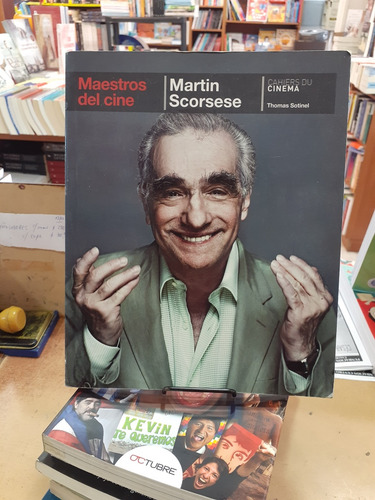 Maestros
del cine
Martin
Scorsese
CAHIERS DU
CINEMA
Thomas Sotinel
KEVIN
Te queremos
OCTUBRE